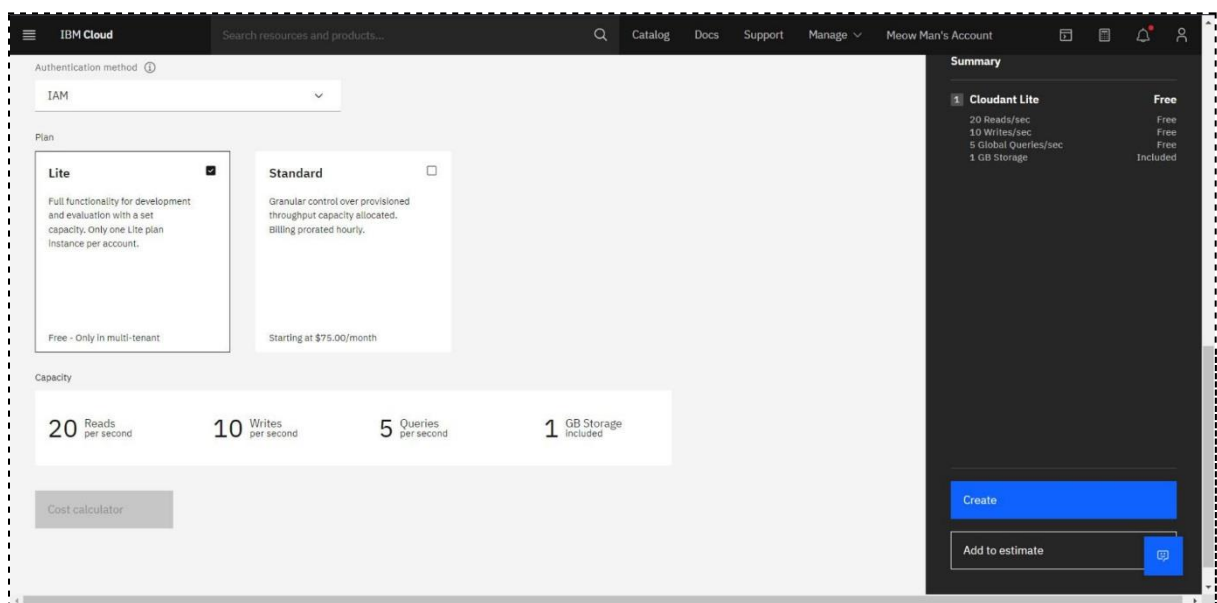 IBM Cloud
Search resources and products...
Catalog
Docs
Support
Manage
Meow Man's Account
Authentication method
IAM
Plan
Lite
Full functionality for development
and evaluation with a set
capacity. Only one Lite plan
instance per account.
Free - Only in multi-tenant
Standard
Granular control over provisioned
throughput capacity allocated.
Billing prorated hourly.
Starting at $75.00/month
Capacity
20 Reads per second
10 Writes per second
5 Queries per second
1 GB Storage included
Cost calculator
Summary
1 Cloudant Lite Free
20 Reads/sec Free
10 Writes/sec Free
5 Global Queries/sec Free
1 GB Storage Included
Create
Add to estimate